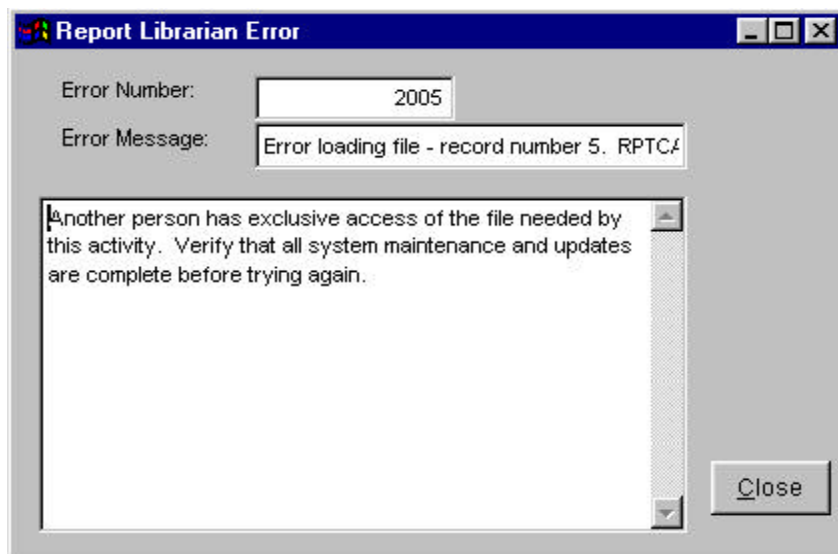 Report Librarian Error
Error Number:
2005
Error Message:
Error loading file - record number 5.  RPTCA
Another person has exclusive access of the file needed by
this activity.  Verify that all system maintenance and updates
are complete before trying again.
Close